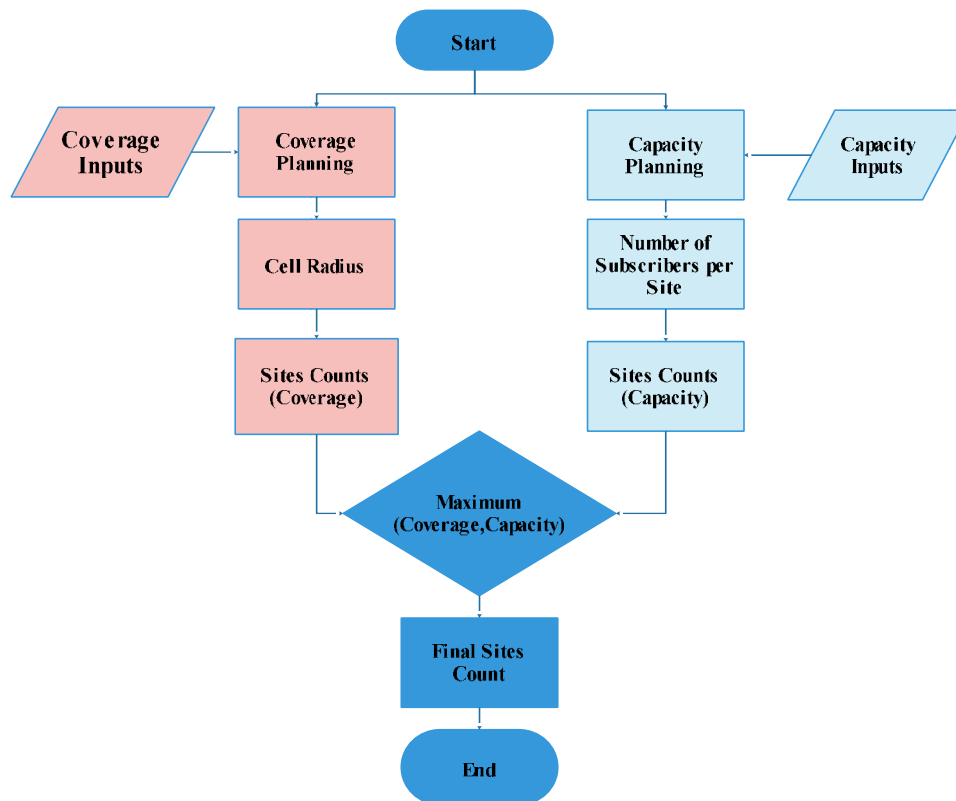 Start
Coverage
Inputs
Coverage
Planning
Capacity
Planning
Capacity
Inputs
Cell Radius
Number of
Subscribers per
Site
Sites Counts
(Coverage)
Sites Counts
(Capacity)
Maximum
(Coverage,Capacity)
Final Sites
Count
End